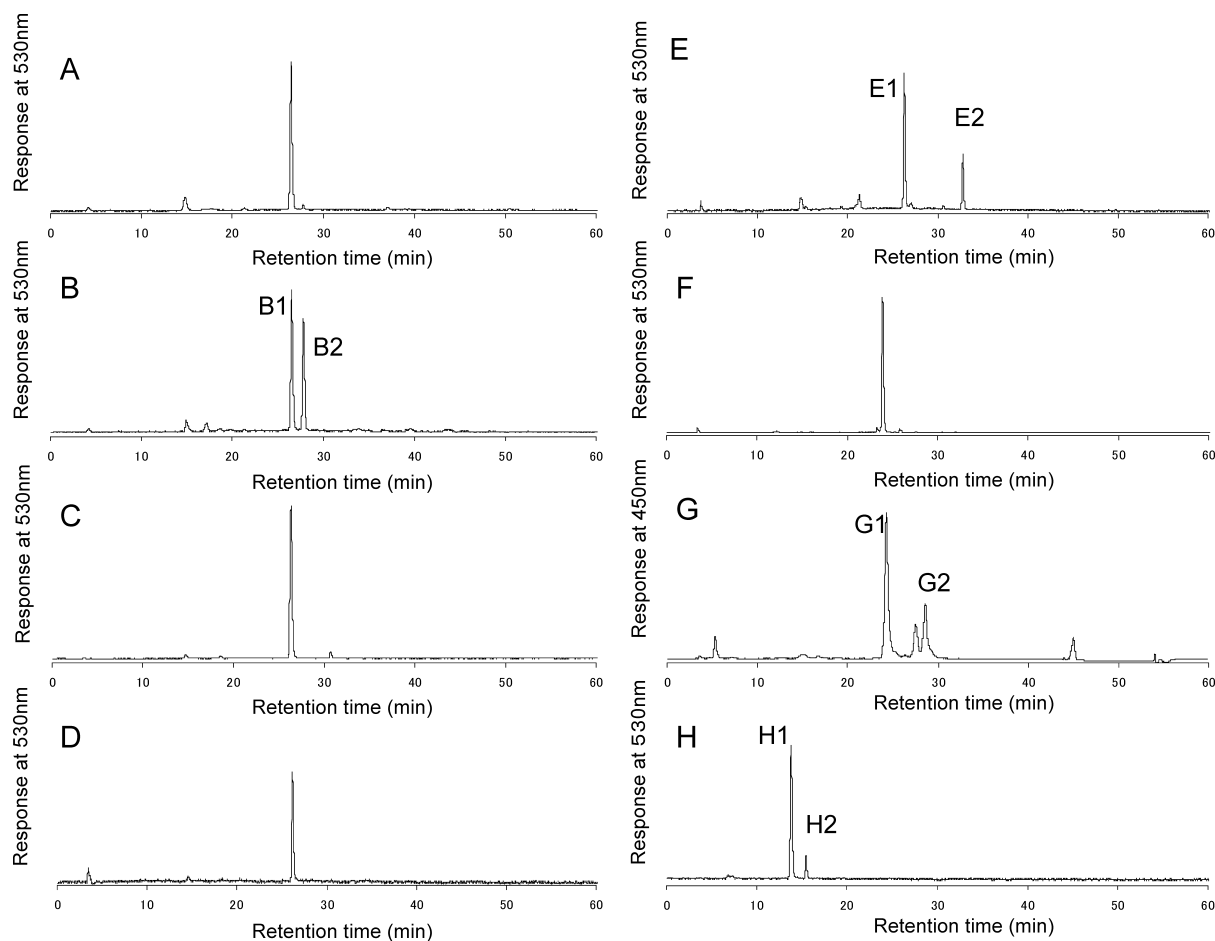 A
Response at 530nm
0 10 20 30 40 50 60
Retention time (min)
B
B1
B2
Response at 530nm
0 10 20 30 40 50 60
Retention time (min)
C
Response at 530nm
0 10 20 30 40 50 60
Retention time (min)
D
Response at 530nm
0 10 20 30 40 50 60
Retention time (min)
E
E1
E2
Response at 530nm
0 10 20 30 40 50 60
Retention time (min)
F
Response at 530nm
0 10 20 30 40 50 60
Retention time (min)
G
G1
G2
Response at 450nm
0 10 20 30 40 50 60
Retention time (min)
H
H1
H2
Response at 530nm
0 10 20 30 40 50 60
Retention time (min)